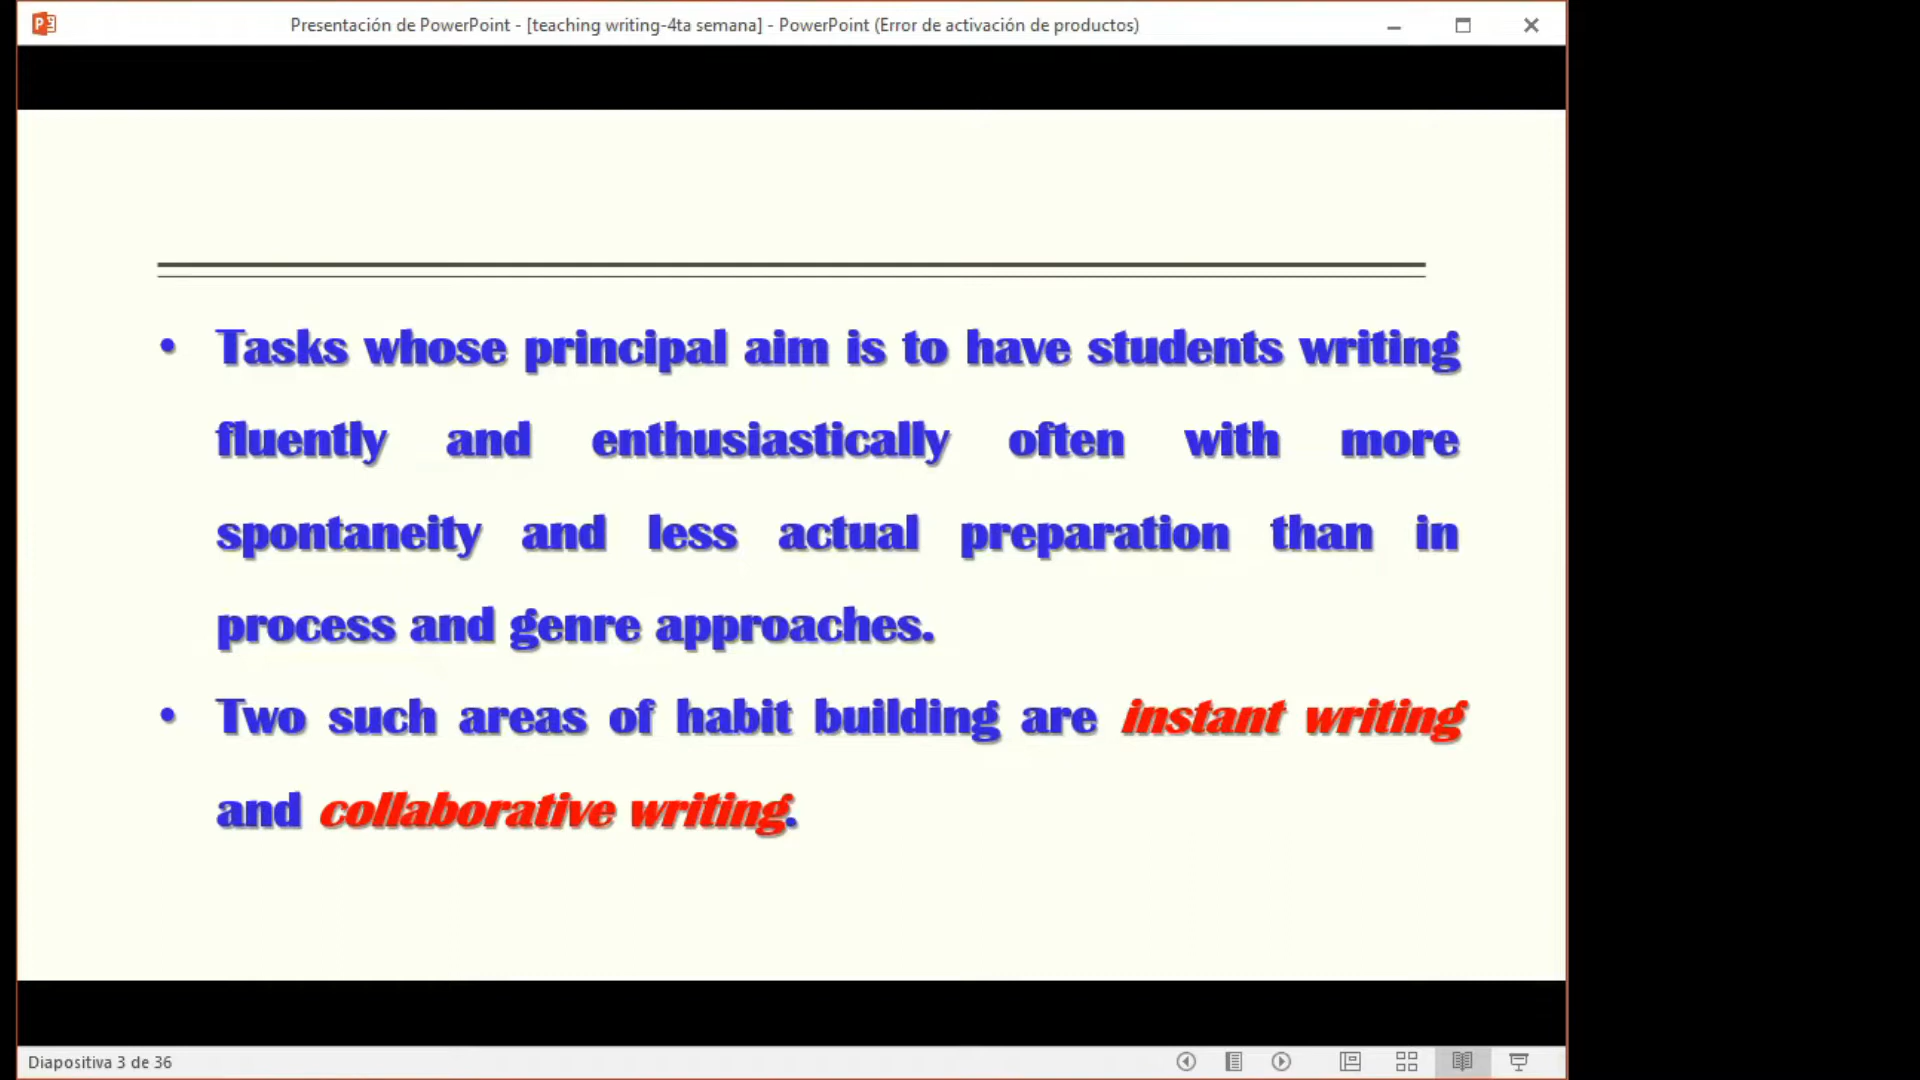 Presentación de PowerPoint - [teaching writing-4ta semana] - PowerPoint (Error de activación de productos)
• Tasks whose principal aim is to have students writing
fluently and enthusiastically often with more
spontaneity and less actual preparation than in
process and genre approaches.
• Two such areas of habit building are instant writing
and collaborative writing.
Diapositiva 3 de 36